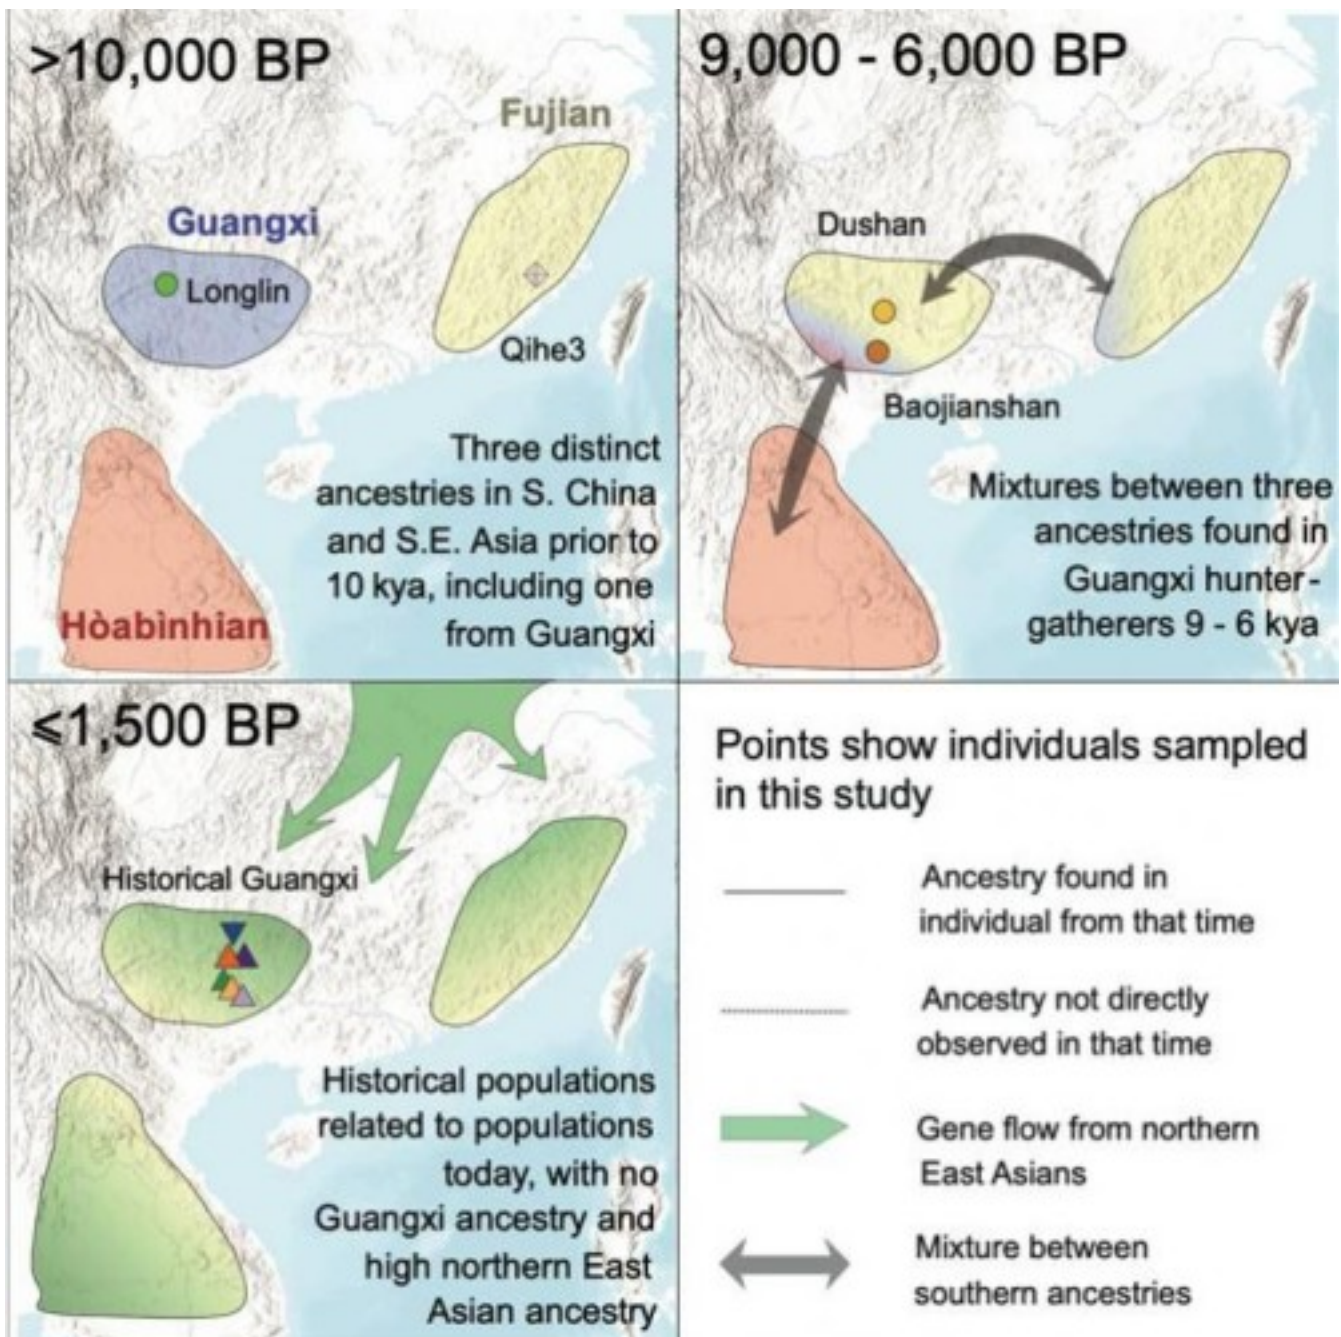 >10,000 BP
Fujian
Guangxi
Longlin
Qihe3
Three distinct
ancestries in S. China
and S.E. Asia prior to
10 kya, including one
from Guangxi
Hòabìnhian
9,000 - 6,000 BP
Dushan
Baojianshan
Mixtures between three
ancestries found in
Guangxi hunter-
gatherers 9 - 6 kya
⩽1,500 BP
Historical Guangxi
Historical populations
related to populations
today, with no
Guangxi ancestry and
high northern East
Asian ancestry
Points show individuals sampled
in this study
Ancestry found in
individual from that time
Ancestry not directly
observed in that time
Gene flow from northern
East Asians
Mixture between
southern ancestries